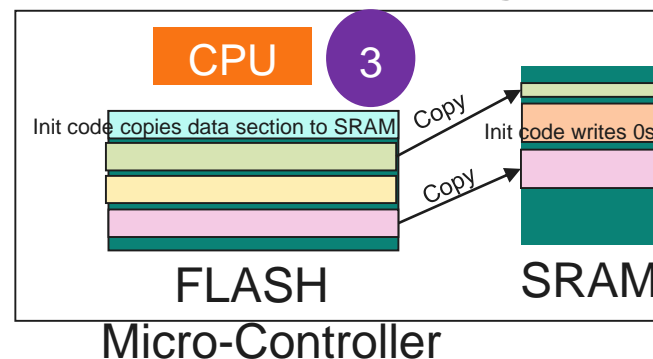 CPU
3
Init code copies data section to SRAM
Copy
Init code writes 0s
Copy
FLASH
SRAM
Micro-Controller